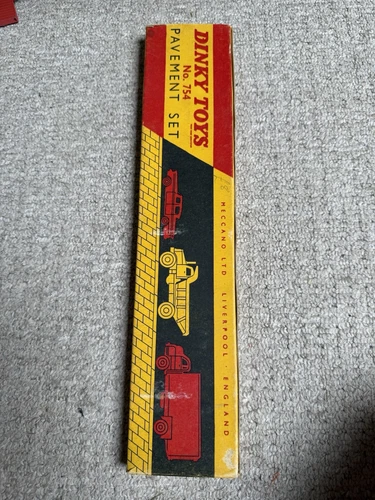 DINKY TOYS
No. 754
PAVEMENT SET
MECCANO LTD LIVERPOOL ENGLAND